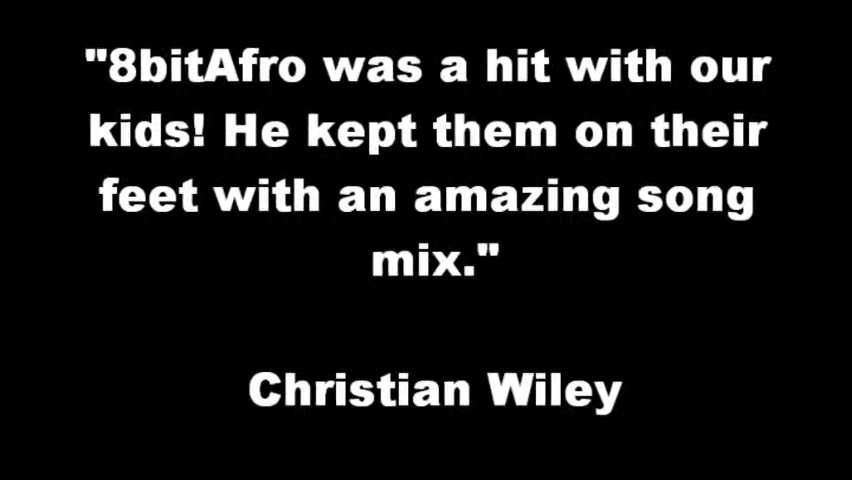 "8bitAfro was a hit with our
kids! He kept them on their
feet with an amazing song
mix."
Christian Wiley